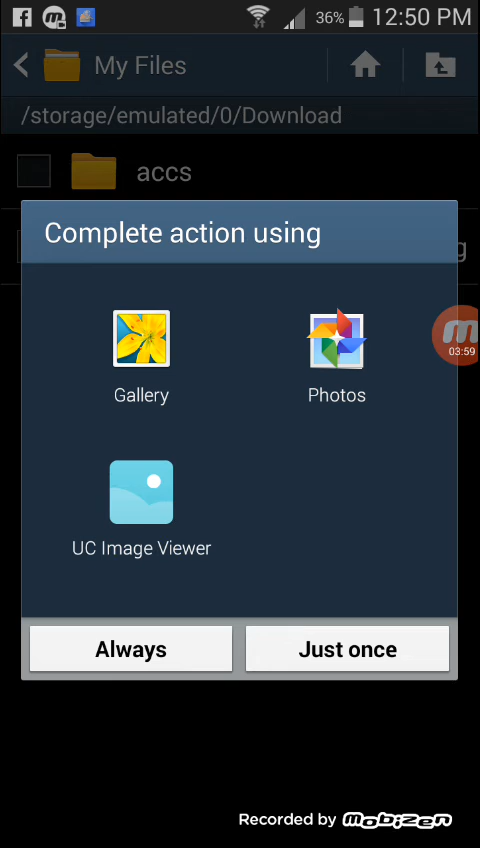 36% 12:50 PM
My Files
/storage/emulated/0/Download
accs
Complete action using
g
03:59
Gallery
Photos
UC Image Viewer
Always
Just once
Recorded by Mobizen